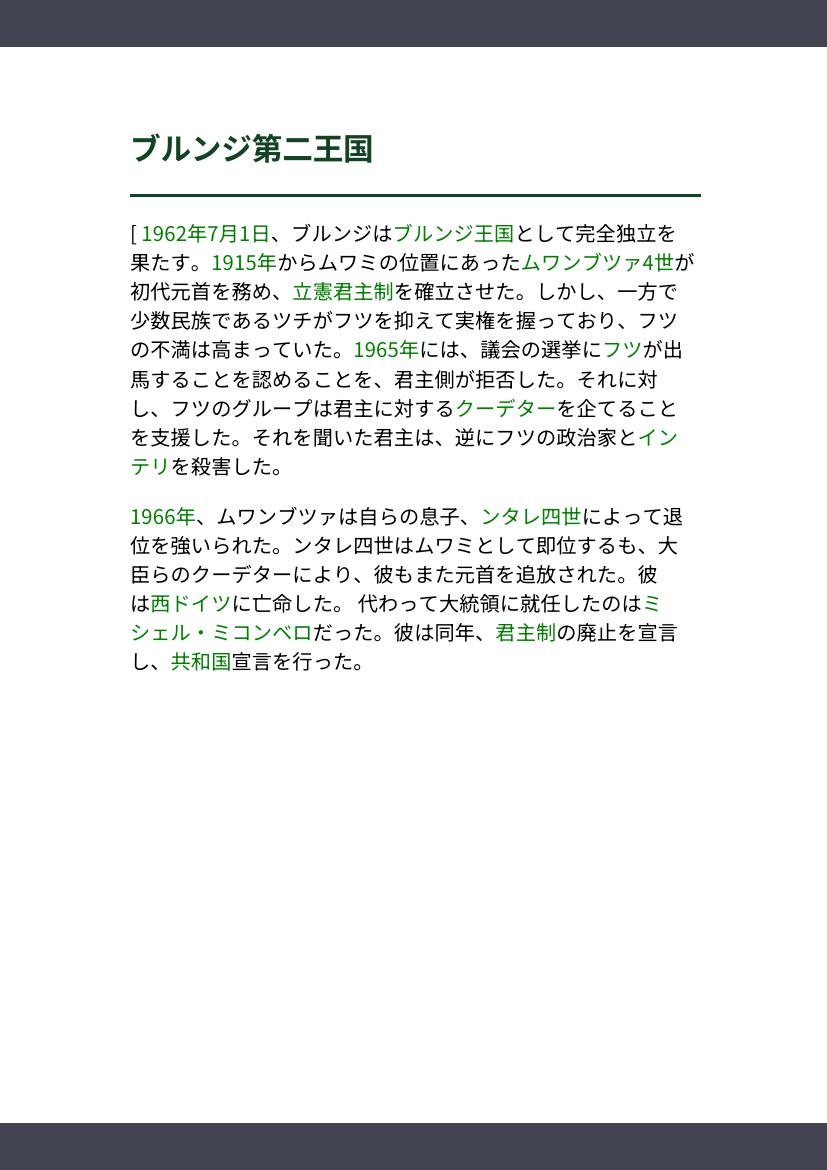 ブルンジ第二王国
[ 1962年7月1日、ブルンジはブルンジ王国として完全独立を
果たす。1915年からムワミの位置にあったムワンブツァ4世が
初代元首を務め、立憲君主制を確立させた。しかし、一方で
少数民族であるツチがフツを抑えて実権を握っており、フツ
の不満は高まっていた。1965年には、議会の選挙にフツが出
馬することを認めることを、君主側が拒否した。それに対
し、フツのグループは君主に対するクーデターを企てること
を支援した。それを聞いた君主は、逆にフツの政治家とイン
テリを殺害した。
1966年、ムワンブツァは自らの息子、ンタレ四世によって退
位を強いられた。ンタレ四世はムワミとして即位するも、大
臣らのクーデターにより、彼もまた元首を追放された。彼
は西ドイツに亡命した。 代わって大統領に就任したのはミ
シェル・ミコンベロだった。彼は同年、君主制の廃止を宣言
し、共和国宣言を行った。